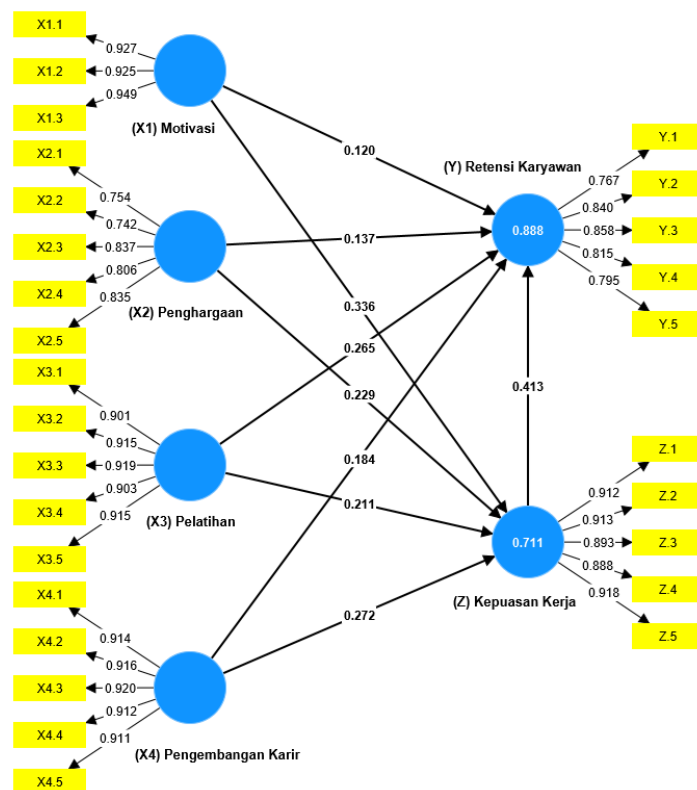 X1.1
0.927
X1.2
0.925
0.949
X1.3
(X1) Motivasi
X2.1
0.754
X2.2
0.742
X2.3
0.837
0.806
X2.4
0.835
(X2) Penghargaan
X2.5
X3.1
0.901
X3.2
0.915
X3.3
0.919
0.903
X3.4
0.915
(X3) Pelatihan
X3.5
X4.1
0.914
X4.2
0.916
X4.3
0.920
0.912
X4.4
0.911
(X4) Pengembangan Karir
X4.5
0.120
0.137
0.336
0.265
0.229
0.184
0.211
0.272
0.413
(Y) Retensi Karyawan
0.888
Y.1
0.767
Y.2
0.840
0.858
Y.3
0.815
Y.4
0.795
Y.5
0.711
(Z) Kepuasan Kerja
Z.1
0.912
Z.2
0.913
0.893
Z.3
0.888
Z.4
0.918
Z.5